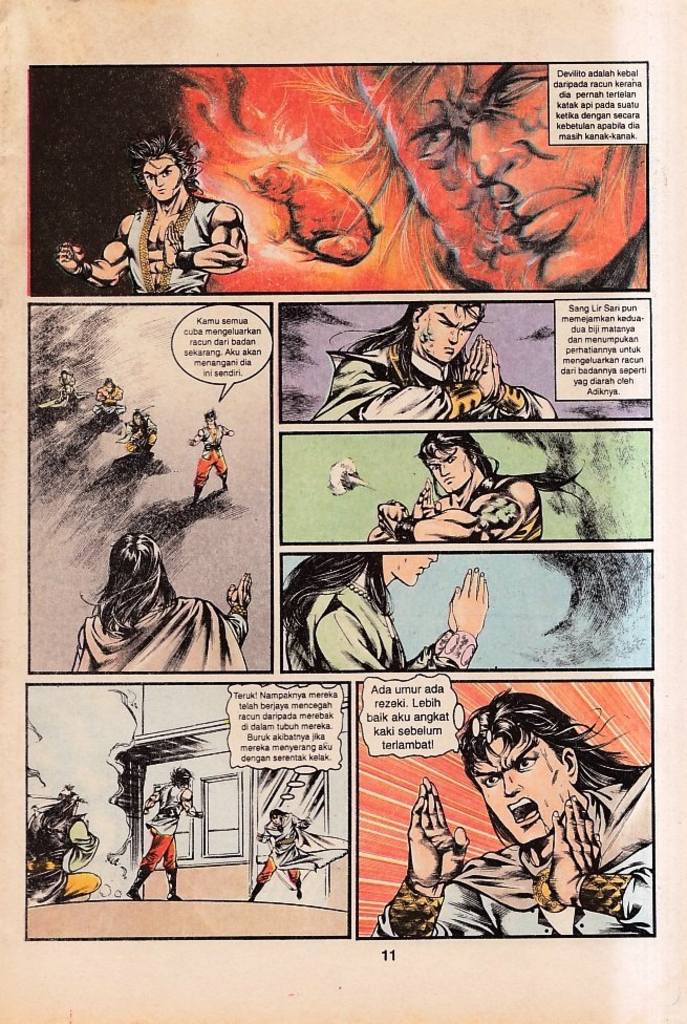 Devilito adalah kebal
daripada racun kerana
dia pernah tertelan
katak api pada suatu
ketika dengan secara
kebetulan apabila dia
masih kanak-kanak.
Kamu semua
cuba mengeluarkan
racun dari badan
sekarang. Aku akan
menangani dia
ini sendiri.
Sang Lir Sari pun
memejamkan kedua-
dua biji matanya
dan menumpukan
perhatiannya untuk
mengeluarkan racun
dari badannya seperti
yag diarah oleh
Adiknya.
Teruk! Nampaknya mereka
telah berjaya mencegah
racun daripada merebak
di dalam tubuh mereka.
Buruk akibatnya jika
mereka menyerang aku
dengan serentak kelak.
Ada umur ada
rezeki. Lebih
baik aku angkat
kaki sebelum
terlambat!
11